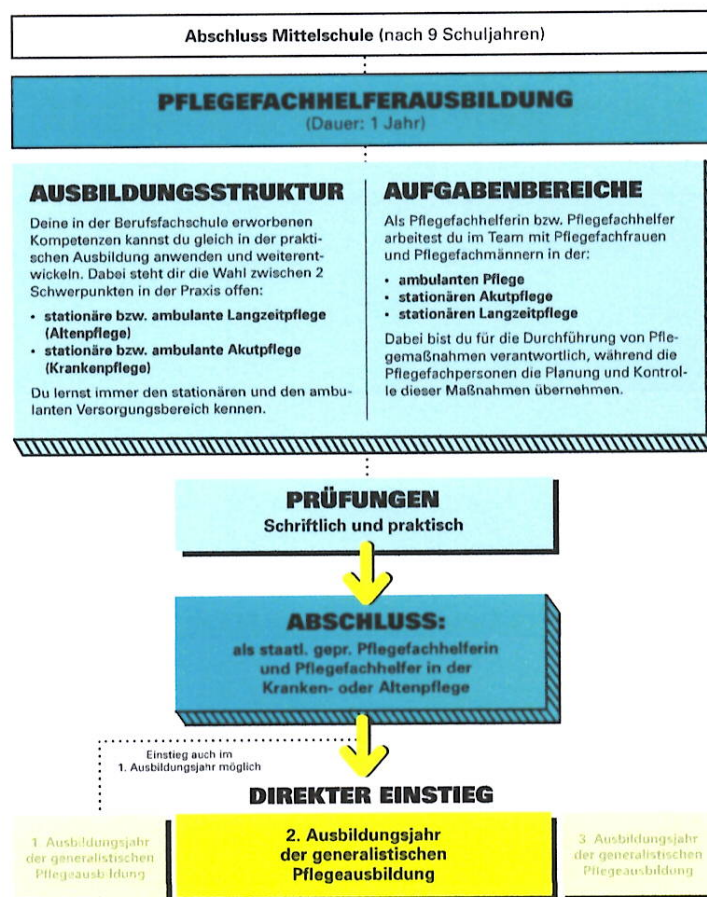 Abschluss Mittelschule (nach 9 Schuljahren)
PFLEGEFACHHELFERAUSBILDUNG
(Dauer: 1 Jahr)
AUSBILDUNGSSTRUKTUR
Deine in der Berufsfachschule erworbenen
Kompetenzen kannst du gleich in der prakti-
schen Ausbildung anwenden und weiterent-
wickeln. Dabei steht dir die Wahl zwischen 2
Schwerpunkten in der Praxis offen:
• stationäre bzw. ambulante Langzeitpflege
(Altenpflege)
• stationäre bzw. ambulante Akutpflege
(Krankenpflege)
Du lernst immer den stationären und den ambu-
lanten Versorgungsbereich kennen.
AUFGABENBEREICHE
Als Pflegefachhelferin bzw. Pflegefachhelfer
arbeitest du im Team mit Pflegefachfrauen
und Pflegefachmännern in der:
• ambulanten Pflege
• stationären Akutpflege
• stationären Langzeitpflege
Dabei bist du für die Durchführung von Pfle-
gemaßnahmen verantwortlich, während die
Pflegefachpersonen die Planung und Kontrol-
le dieser Maßnahmen übernehmen.
PRÜFUNGEN
Schriftlich und praktisch
ABSCHLUSS:
als staatl. gepr. Pflegefachhelferin
und Pflegefachhelfer in der
Kranken- oder Altenpflege
Einstieg auch im
1. Ausbildungsjahr möglich
DIREKTER EINSTIEG
1. Ausbildungsjahr
der generalistischen
Pflegeausbildung
2. Ausbildungsjahr
der generalistischen
Pflegeausbildung
3. Ausbildungsjahr
der generalistischen
Pflegeausbildung